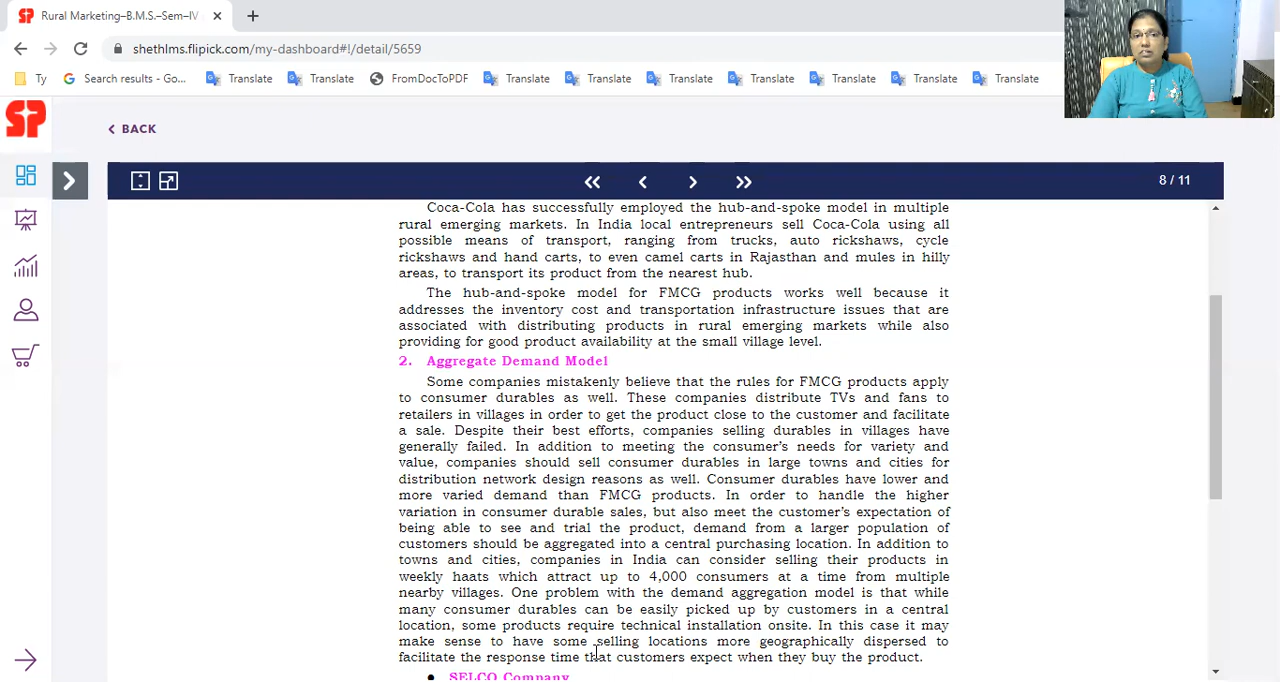 Rural Marketing–B.M.S.–Sem–IV
shethlms.flipick.com/my-dashboard#!/detail/5659
Ty Search results - Go... Translate Translate FromDocToPDF Translate Translate Translate Translate Translate Translate Translate
SP
BACK
8 / 11
Coca-Cola has successfully employed the hub-and-spoke model in multiple
rural emerging markets. In India local entrepreneurs sell Coca-Cola using all
possible means of transport, ranging from trucks, auto rickshaws, cycle
rickshaws and hand carts, to even camel carts in Rajasthan and mules in hilly
areas, to transport its product from the nearest hub.
The hub-and-spoke model for FMCG products works well because it
addresses the inventory cost and transportation infrastructure issues that are
associated with distributing products in rural emerging markets while also
providing for good product availability at the small village level.
2. Aggregate Demand Model
Some companies mistakenly believe that the rules for FMCG products apply
to consumer durables as well. These companies distribute TVs and fans to
retailers in villages in order to get the product close to the customer and facilitate
a sale. Despite their best efforts, companies selling durables in villages have
generally failed. In addition to meeting the consumer's needs for variety and
value, companies should sell consumer durables in large towns and cities for
distribution network design reasons as well. Consumer durables have lower and
more varied demand than FMCG products. In order to handle the higher
variation in consumer durable sales, but also meet the customer's expectation of
being able to see and trial the product, demand from a larger population of
customers should be aggregated into a central purchasing location. In addition to
towns and cities, companies in India can consider selling their products in
weekly haats which attract up to 4,000 consumers at a time from multiple
nearby villages. One problem with the demand aggregation model is that while
many consumer durables can be easily picked up by customers in a central
location, some products require technical installation onsite. In this case it may
make sense to have some selling locations more geographically dispersed to
facilitate the response time that customers expect when they buy the product.
• SELCO Company